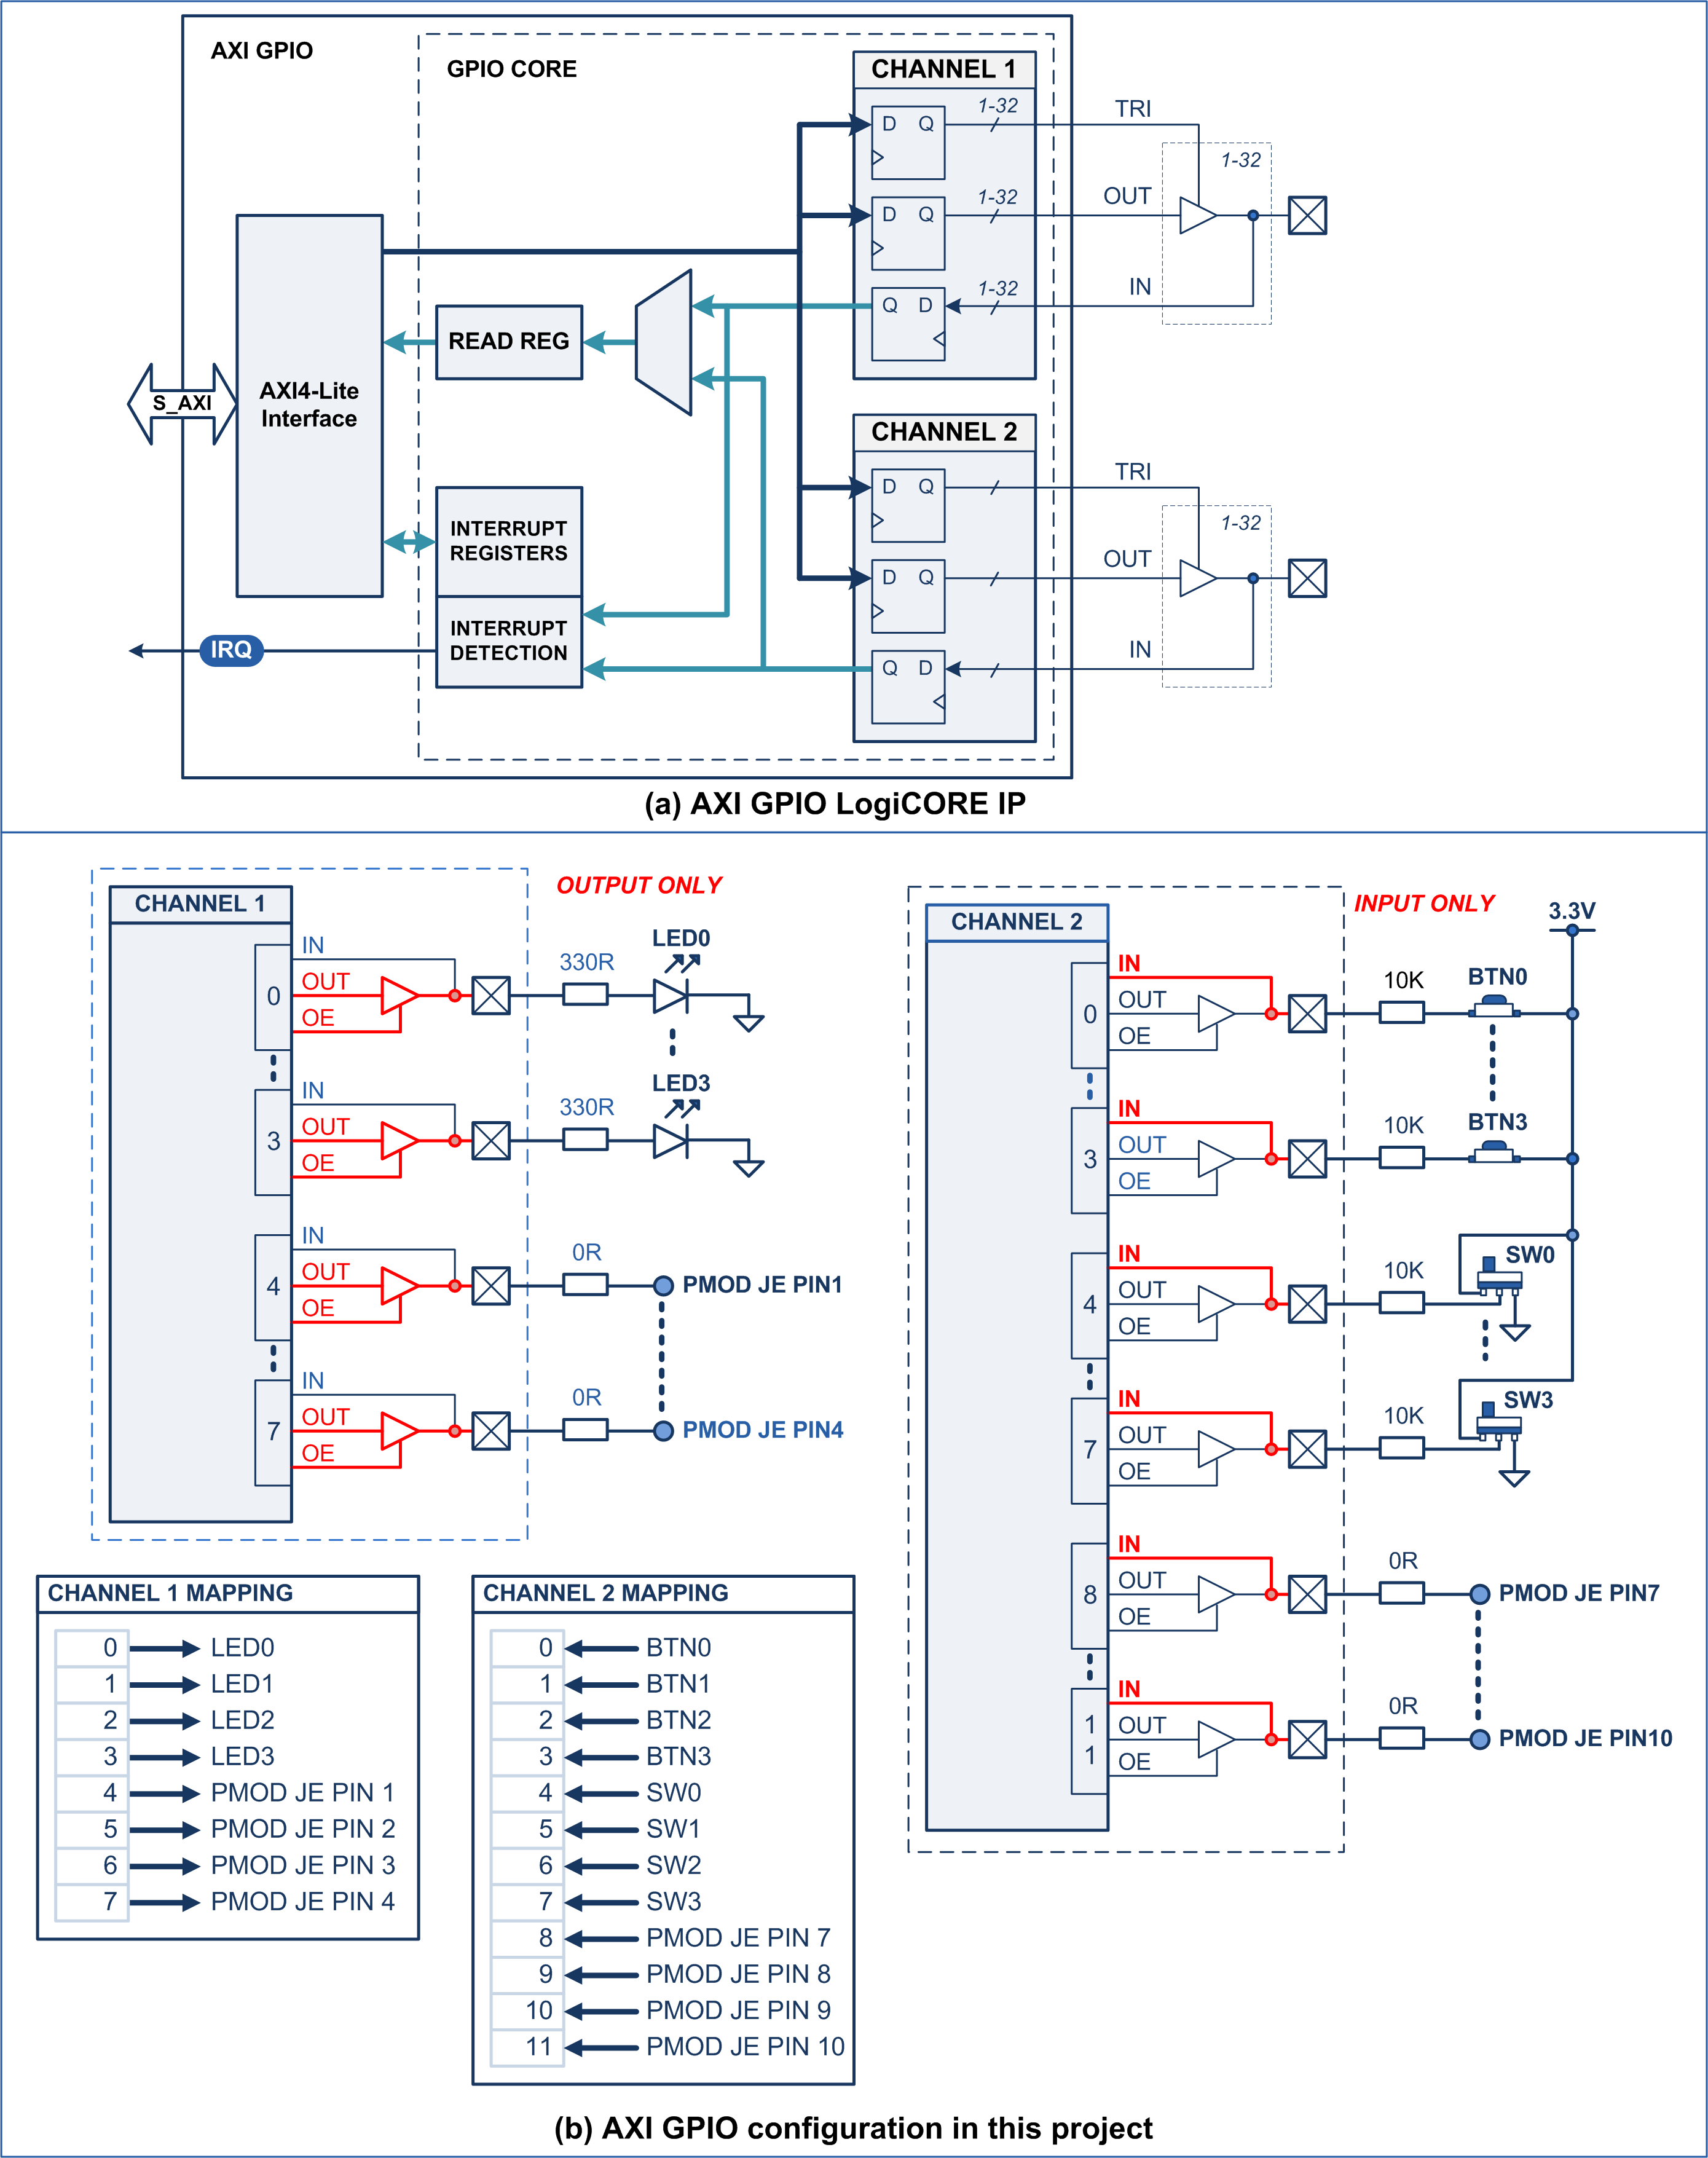 AXI GPIO
GPIO CORE
CHANNEL 1
D Q
1-32
TRI
1-32
D Q
1-32
OUT
Q D
1-32
IN
READ REG
AXI4-Lite
Interface
S_AXI
CHANNEL 2
D Q
TRI
1-32
D Q
OUT
Q D
IN
INTERRUPT
REGISTERS
INTERRUPT
DETECTION
IRQ
(a) AXI GPIO LogiCORE IP
OUTPUT ONLY
CHANNEL 1
0
IN
OUT
OE
330R
LED0
3
IN
OUT
OE
330R
LED3
4
IN
OUT
OE
0R
PMOD JE PIN1
7
IN
OUT
OE
0R
PMOD JE PIN4
INPUT ONLY
3.3V
CHANNEL 2
0
IN
OUT
OE
10K
BTN0
3
IN
OUT
OE
10K
BTN3
4
IN
OUT
OE
10K
SW0
7
IN
OUT
OE
10K
SW3
8
IN
OUT
OE
0R
PMOD JE PIN7
1
1
IN
OUT
OE
0R
PMOD JE PIN10
CHANNEL 1 MAPPING
0 LED0
1 LED1
2 LED2
3 LED3
4 PMOD JE PIN 1
5 PMOD JE PIN 2
6 PMOD JE PIN 3
7 PMOD JE PIN 4
CHANNEL 2 MAPPING
0 BTN0
1 BTN1
2 BTN2
3 BTN3
4 SW0
5 SW1
6 SW2
7 SW3
8 PMOD JE PIN 7
9 PMOD JE PIN 8
10 PMOD JE PIN 9
11 PMOD JE PIN 10
(b) AXI GPIO configuration in this project